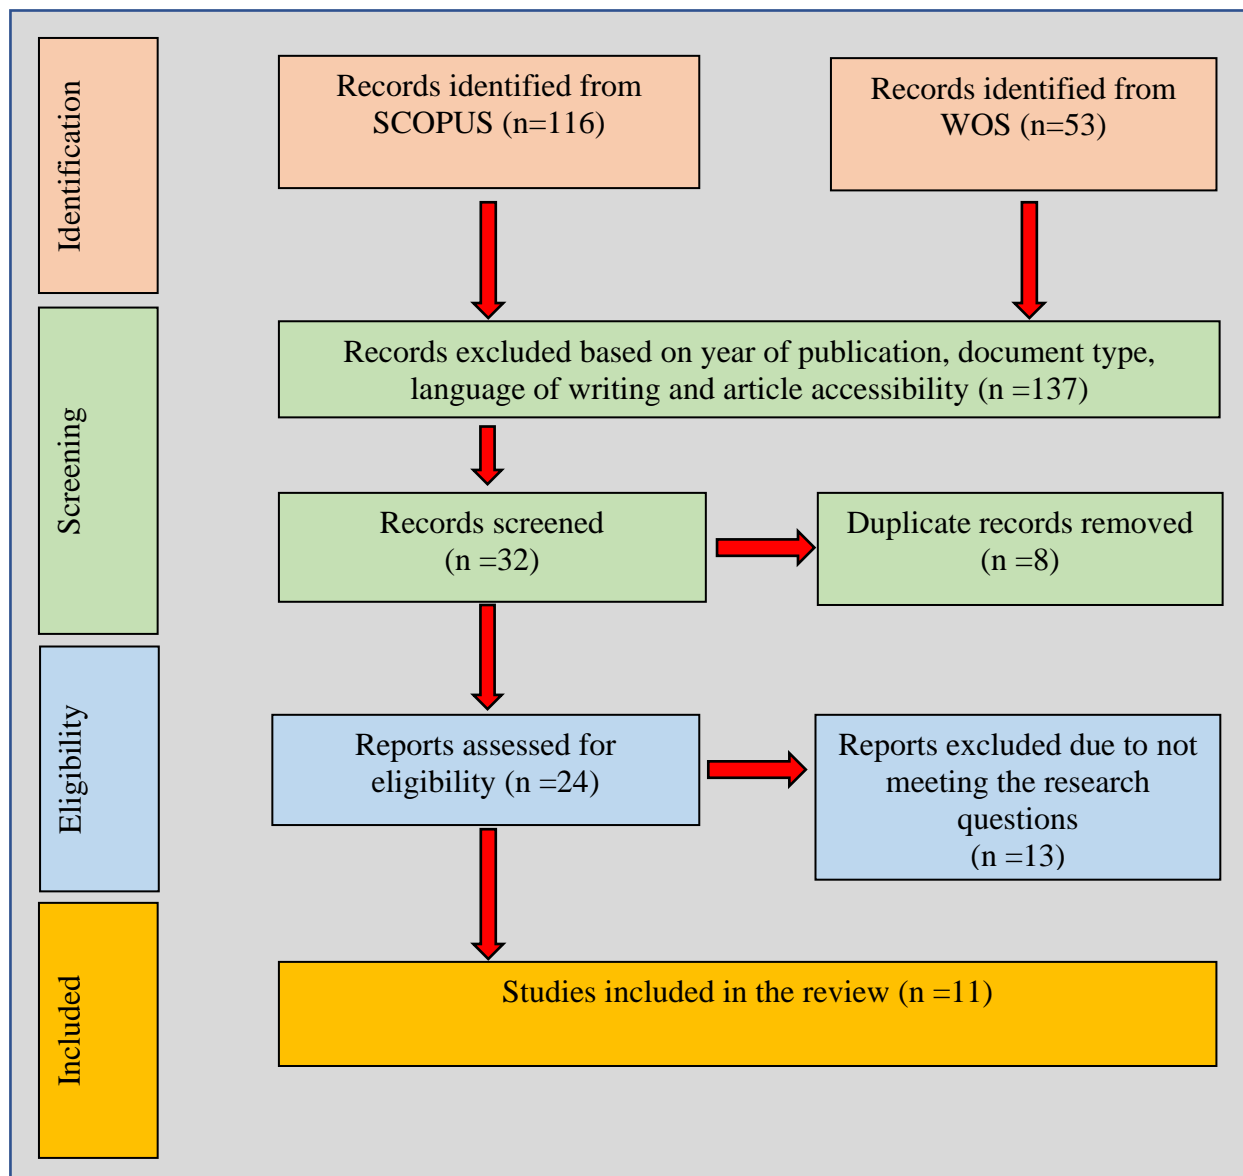 Identification
Records identified from
SCOPUS (n=116)
Records identified from
WOS (n=53)
Screening
Records excluded based on year of publication, document type,
language of writing and article accessibility (n =137)
Records screened
(n =32)
Duplicate records removed
(n =8)
Eligibility
Reports assessed for
eligibility (n =24)
Reports excluded due to not
meeting the research
questions
(n =13)
Included
Studies included in the review (n =11)